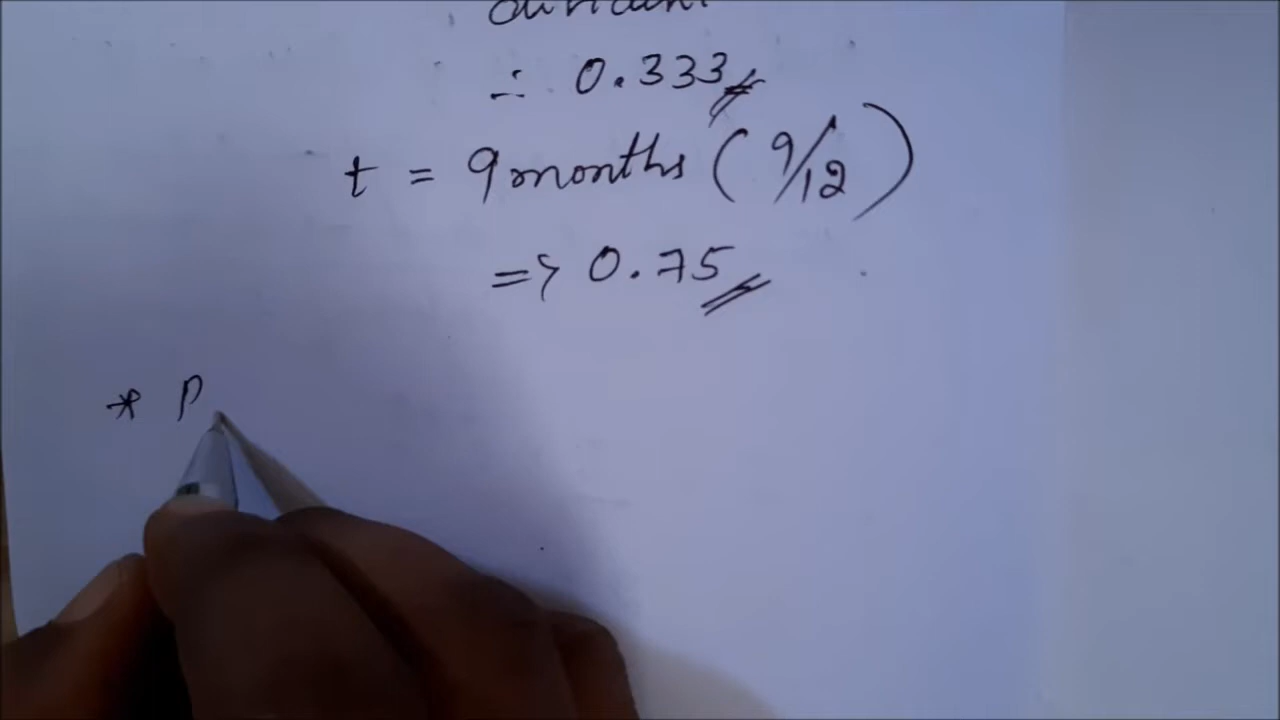 ∴ 0.333
t = 9 months (9/12)
=> 0.75
* P